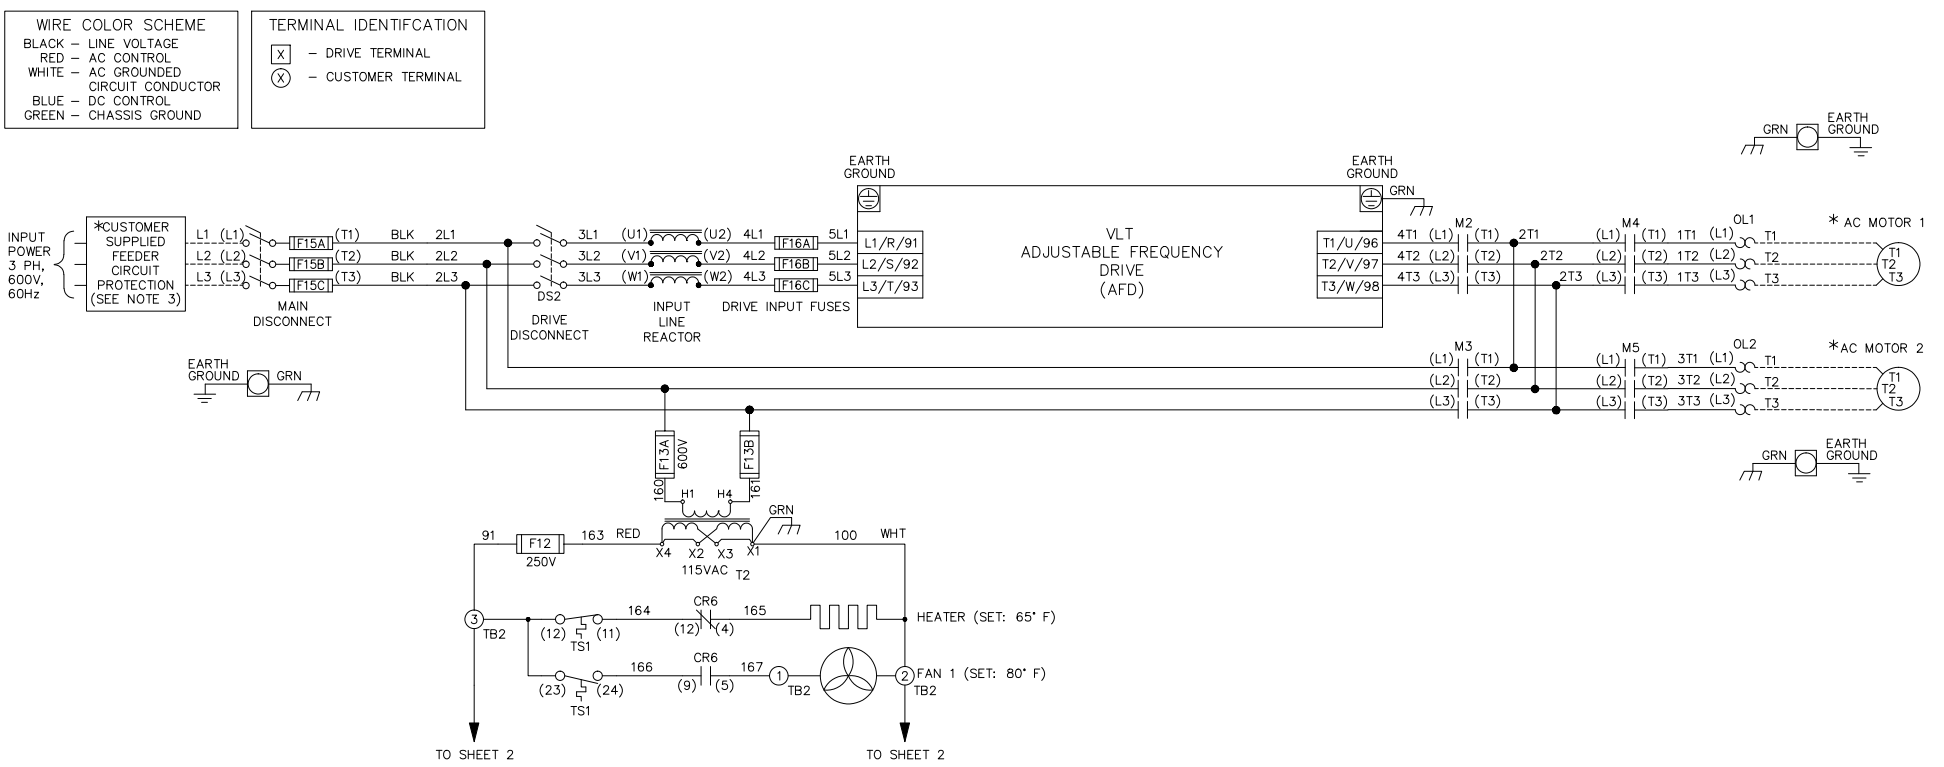 WIRE COLOR SCHEME
BLACK – LINE VOLTAGE
RED – AC CONTROL
WHITE – AC GROUNDED
CIRCUIT CONDUCTOR
BLUE – DC CONTROL
GREEN – CHASSIS GROUND
TERMINAL IDENTIFCATION
X – DRIVE TERMINAL
X – CUSTOMER TERMINAL
GRN
EARTH
GROUND
EARTH
GROUND
EARTH
GROUND
GRN
INPUT
POWER
3 PH,
600V,
60Hz
*CUSTOMER
SUPPLIED
FEEDER
CIRCUIT
PROTECTION
(SEE NOTE 3)
L1 (L1) F15A (T1) BLK 2L1 3L1 (U1) (U2) 4L1 F16A 5L1 L1/R/91
L2 (L2) F15B (T2) BLK 2L2 3L2 (V1) (V2) 4L2 F16B 5L2 L2/S/92
L3 (L3) F15C (T3) BLK 2L3 3L3 (W1) (W2) 4L3 F16C 5L3 L3/T/93
MAIN
DISCONNECT
DS2
DRIVE
DISCONNECT
INPUT
LINE
REACTOR
DRIVE INPUT FUSES
VLT
ADJUSTABLE FREQUENCY
DRIVE
(AFD)
M2 M4 OL1 * AC MOTOR 1
T1/U/96 4T1 (L1) (T1) 2T1 (L1) (T1) 1T1 (L1) T1 T1
T2/V/97 4T2 (L2) (T2) 2T2 (L2) (T2) 1T2 (L2) T2 T2
T3/W/98 4T3 (L3) (T3) 2T3 (L3) (T3) 1T3 (L3) T3 T3
EARTH
GROUND
GRN
M3 M5 OL2 *AC MOTOR 2
(L1) (T1) (L1) (T1) 3T1 (L1) T1 T1
(L2) (T2) (L2) (T2) 3T2 (L2) T2 T2
(L3) (T3) (L3) (T3) 3T3 (L3) T3 T3
GRN
EARTH
GROUND
F13A
600V
F13B
160
161
H1 H4
GRN
91 F12 163 RED
250V
X4 X2 X3 X1
115VAC T2
100 WHT
3
TB2
(12) (11)
TS1
164
CR6
(12) (4)
165
HEATER (SET: 65° F)
(23) (24)
TS1
166
CR6
(9) (5)
167
1
TB2
2
TB2
FAN 1 (SET: 80° F)
TO SHEET 2
TO SHEET 2